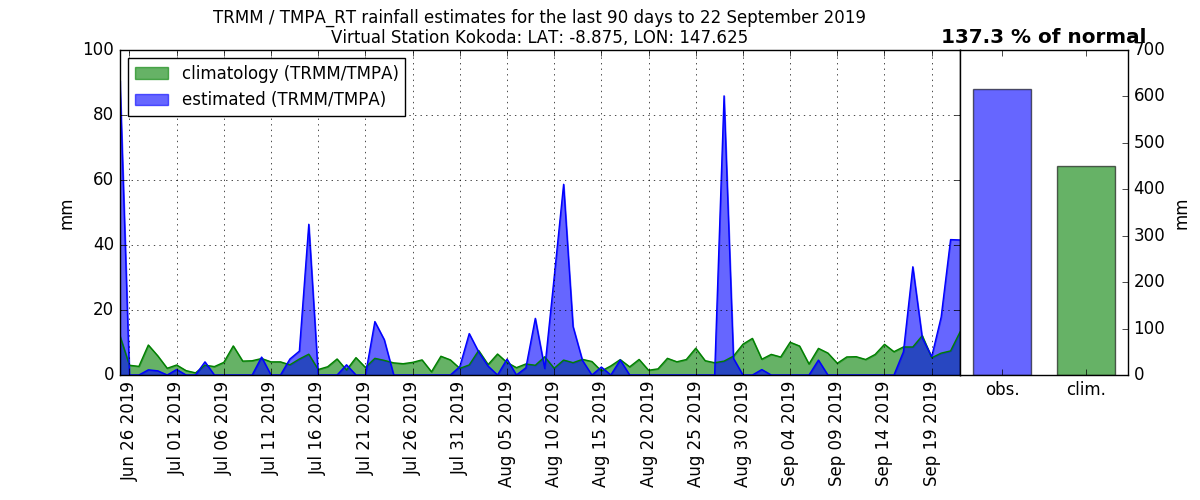 TRMM / TMPA_RT rainfall estimates for the last 90 days to 22 September 2019
Virtual Station Kokoda: LAT: -8.875, LON: 147.625
137.3 % of normal
climatology (TRMM/TMPA)
estimated (TRMM/TMPA)
mm
100
80
60
40
20
0
Jun 26 2019
Jul 01 2019
Jul 06 2019
Jul 11 2019
Jul 16 2019
Jul 21 2019
Jul 26 2019
Jul 31 2019
Aug 05 2019
Aug 10 2019
Aug 15 2019
Aug 20 2019
Aug 25 2019
Aug 30 2019
Sep 04 2019
Sep 09 2019
Sep 14 2019
Sep 19 2019
obs.
clim.
700
600
500
400
300
200
100
0
mm